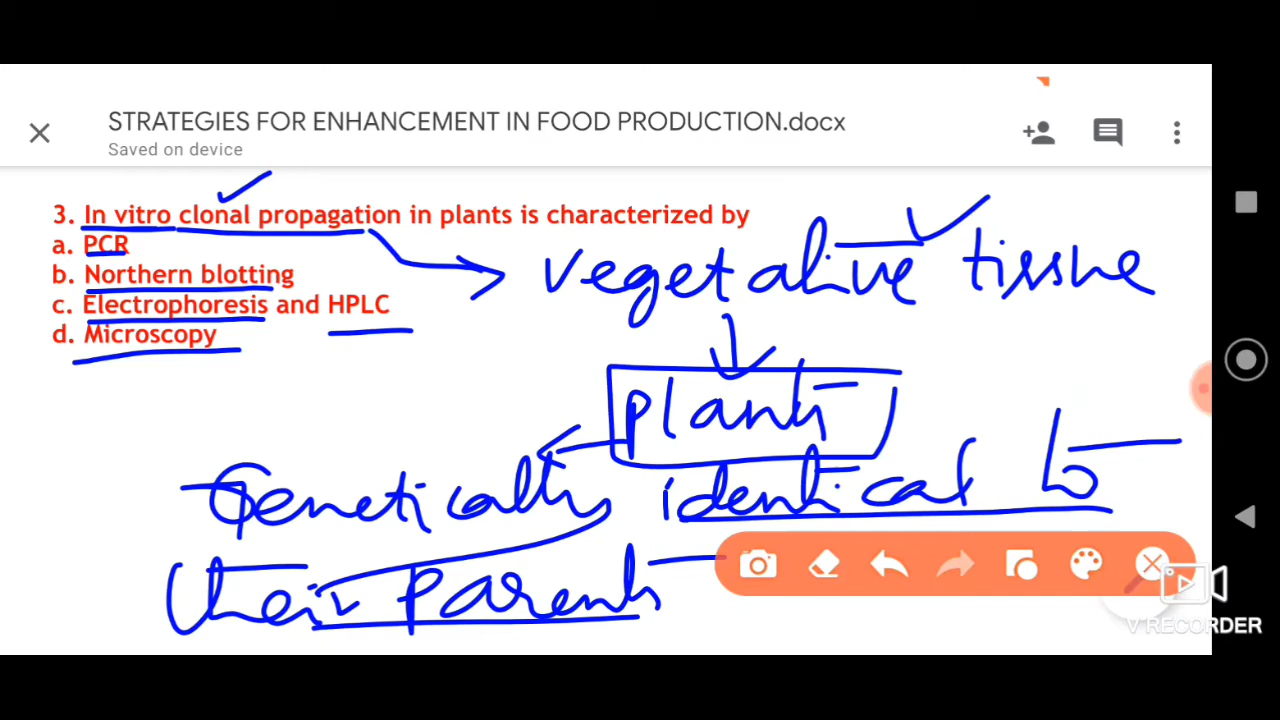 STRATEGIES FOR ENHANCEMENT IN FOOD PRODUCTION.docx
Saved on device
3. In vitro clonal propagation in plants is characterized by
a. PCR
b. Northern blotting
c. Electrophoresis and HPLC
d. Microscopy
vegetative tissue
plants
Genetically identical to
their parents
V RECORDER